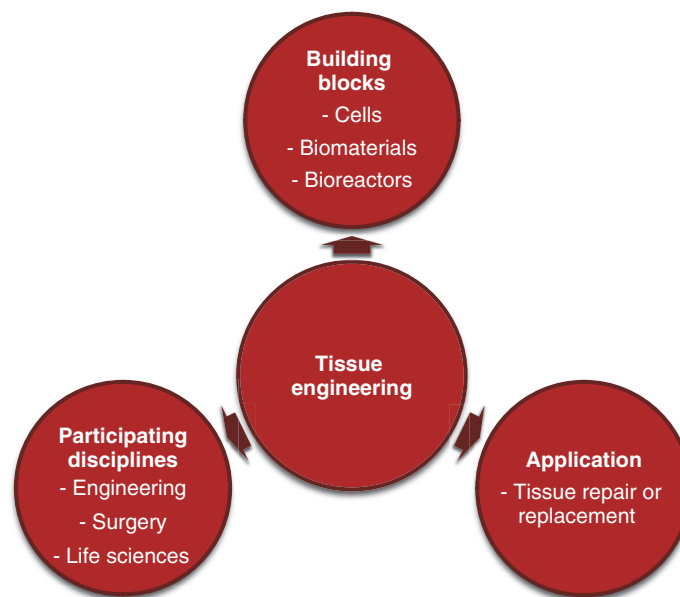 Building
blocks
- Cells
- Biomaterials
- Bioreactors
Tissue
engineering
Participating
disciplines
- Engineering
- Surgery
- Life sciences
Application
- Tissue repair or
replacement